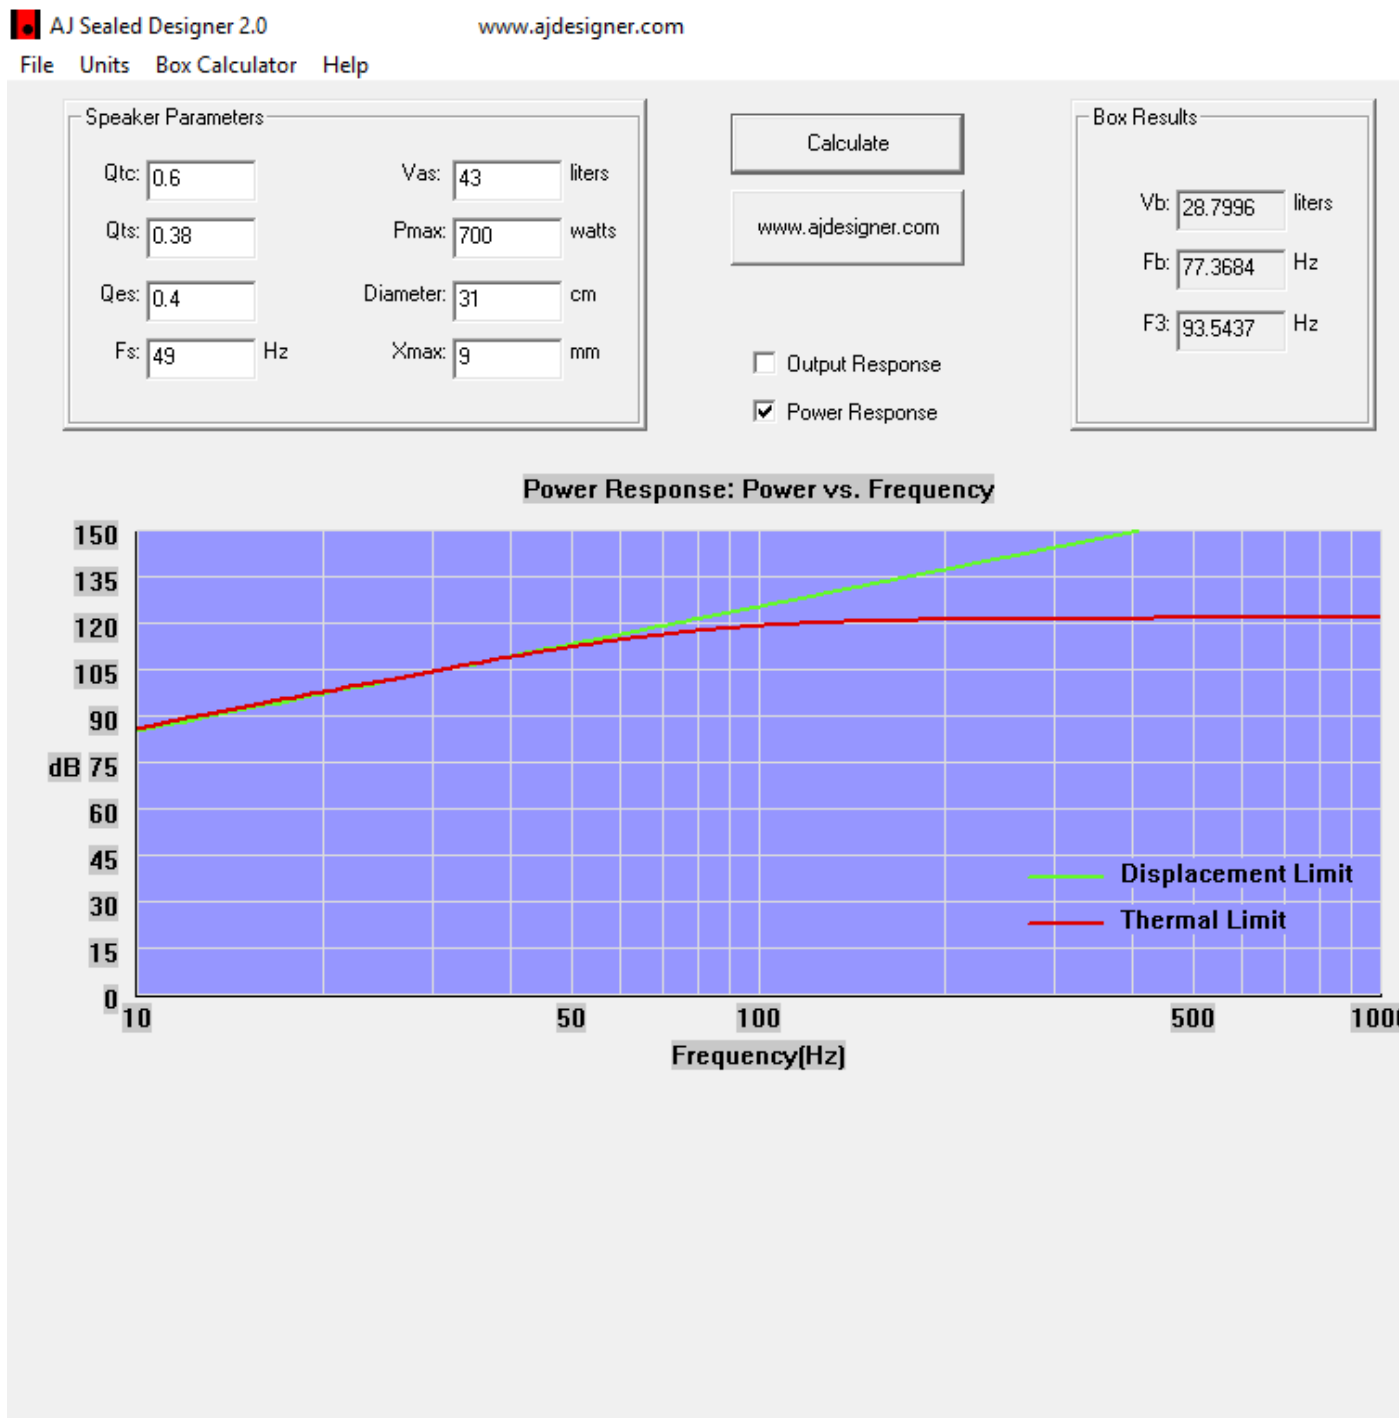 AJ Sealed Designer 2.0 www.ajdesigner.com
File Units Box Calculator Help
Speaker Parameters
Qtc: 0.6 Vas: 43 liters
Qts: 0.38 Pmax: 700 watts
Qes: 0.4 Diameter: 31 cm
Fs: 49 Hz Xmax: 9 mm
Calculate
www.ajdesigner.com
Output Response
Power Response
Box Results
Vb: 28.7996 liters
Fb: 77.3684 Hz
F3: 93.5437 Hz
Power Response: Power vs. Frequency
150
135
120
105
90
dB 75
60
45
30
15
0
Displacement Limit
Thermal Limit
10 50 100 500 1000
Frequency(Hz)